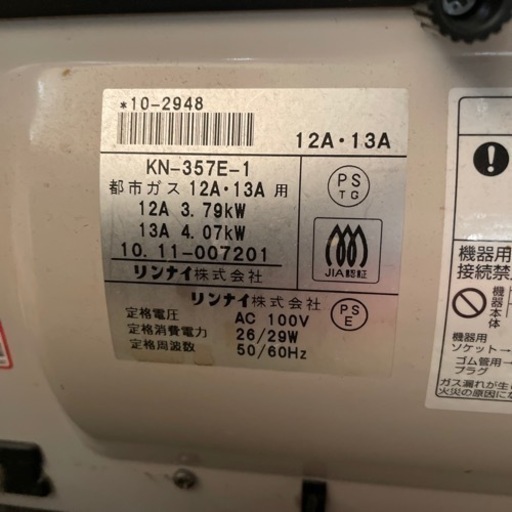 *10-2948
12A・13A
KN-357E-1
都市ガス 12A・13A 用
12A 3.79kW
13A 4.07kW
10.11-007201
リンナイ株式会社
PS
TG
JIA認証
リンナイ株式会社
定格電圧 AC 100V
定格消費電力 26/29W
定格周波数 50/60Hz
PS
E
機器用
接続禁
機器本体
機器用
ソケット
ゴム管用
プラグ
ガス漏れが生
火災の原因にな